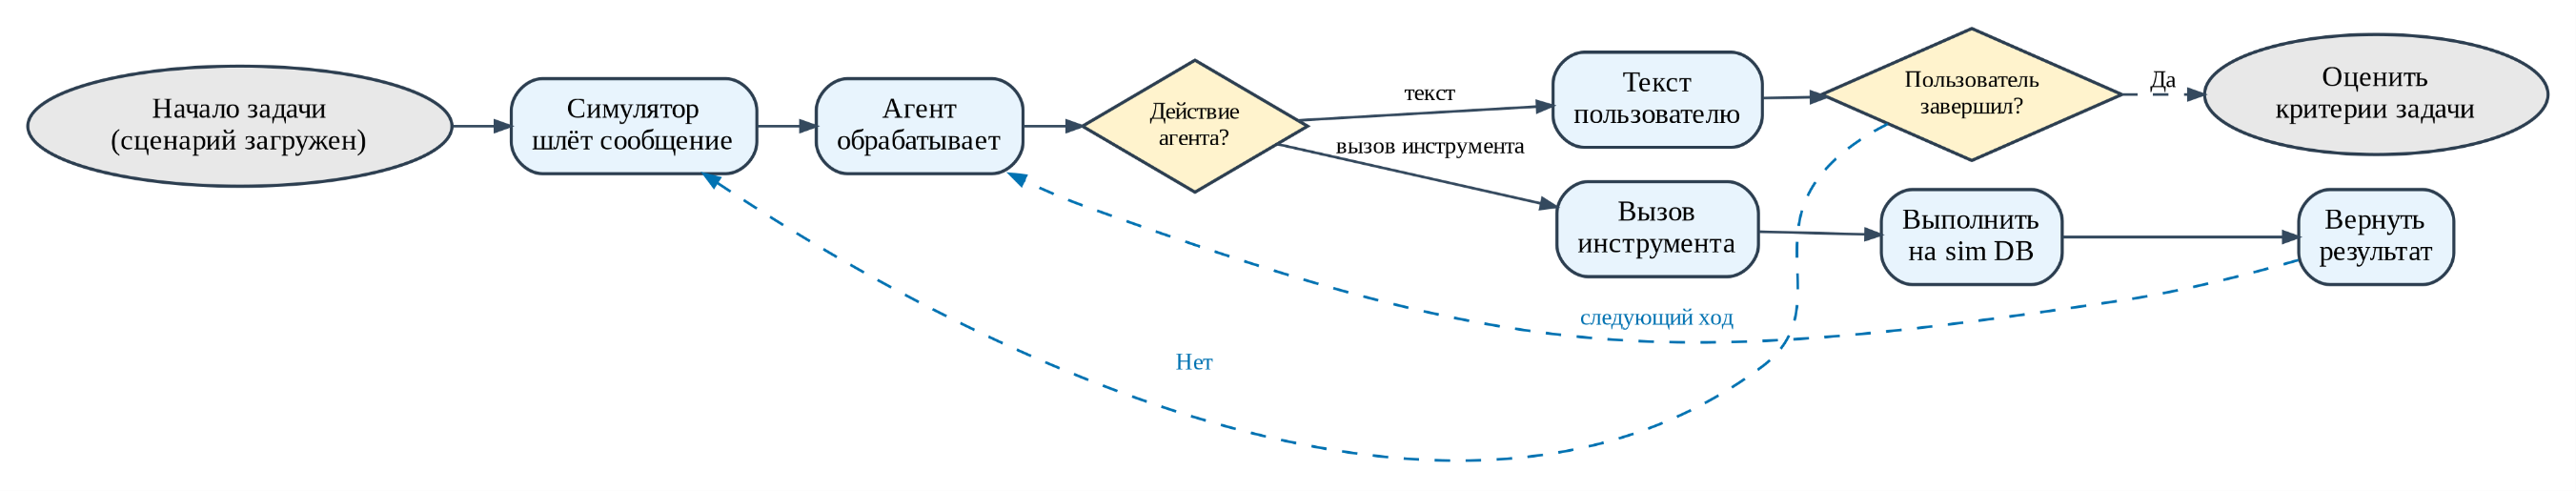 Начало задачи
(сценарий загружен)
Симулятор
шлёт сообщение
Агент
обрабатывает
Действие
агента?
текст
вызов инструмента
Текст
пользователю
Пользователь
завершил?
Да
Оценить
критерии задачи
Вызов
инструмента
Выполнить
на sim DB
Вернуть
результат
следующий ход
Нет